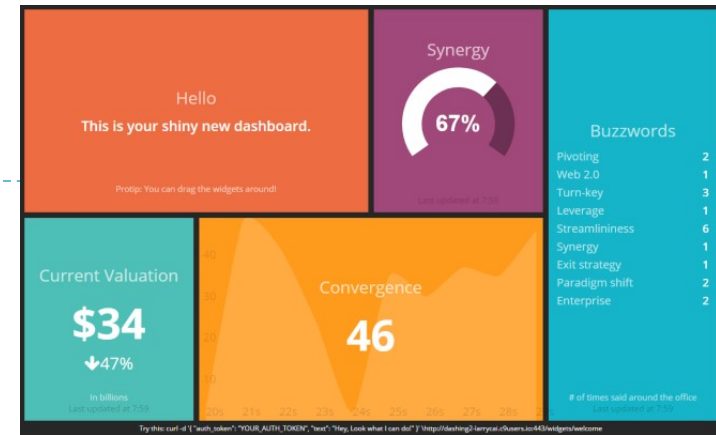 Hello
This is your shiny new dashboard.
Protip: You can drag the widgets around!
Synergy
67%
Last updated at 7:59
Buzzwords
Pivoting 2
Web 2.0 1
Turn-key 3
Leverage 1
Streamlininess 6
Synergy 1
Exit strategy 1
Paradigm shift 2
Enterprise 2
# of times said around the office
Last updated at 7:59
Current Valuation
$34
47%
In billions
Last updated at 7:59
Convergence
46
40
30
20
10
20s 21s 22s 23s 24s 25s 26s 27s 28s
Try this: curl -d '{ "auth_token": "YOUR_AUTH_TOKEN", "text": "Hey, Look what I can do!" }' \http://dashing2-larrycai.c9users.io:443/widgets/welcome